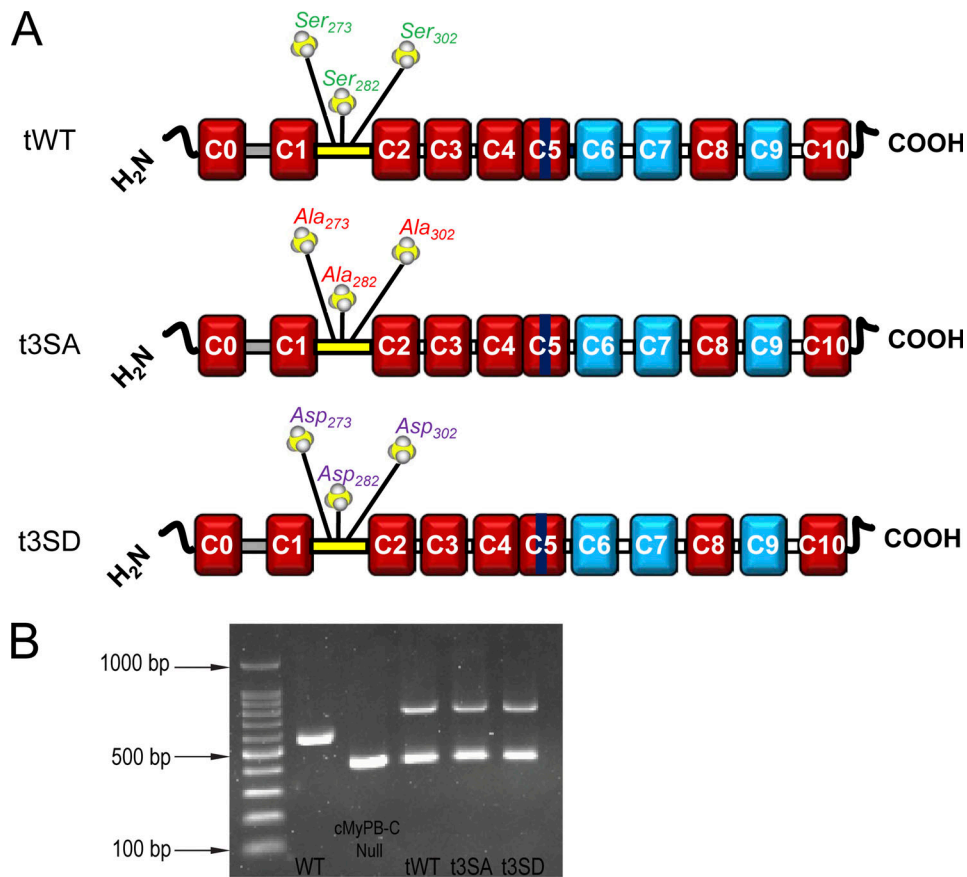 A
Ser273
Ser302
Ser282
tWT
H2N
C0 C1 C2 C3 C4 C5 C6 C7 C8 C9 C10
COOH
Ala273
Ala302
Ala282
t3SA
H2N
C0 C1 C2 C3 C4 C5 C6 C7 C8 C9 C10
COOH
Asp273
Asp302
Asp282
t3SD
H2N
C0 C1 C2 C3 C4 C5 C6 C7 C8 C9 C10
COOH
B
1000 bp
500 bp
100 bp
WT
cMyPB-C
Null
tWT
t3SA
t3SD